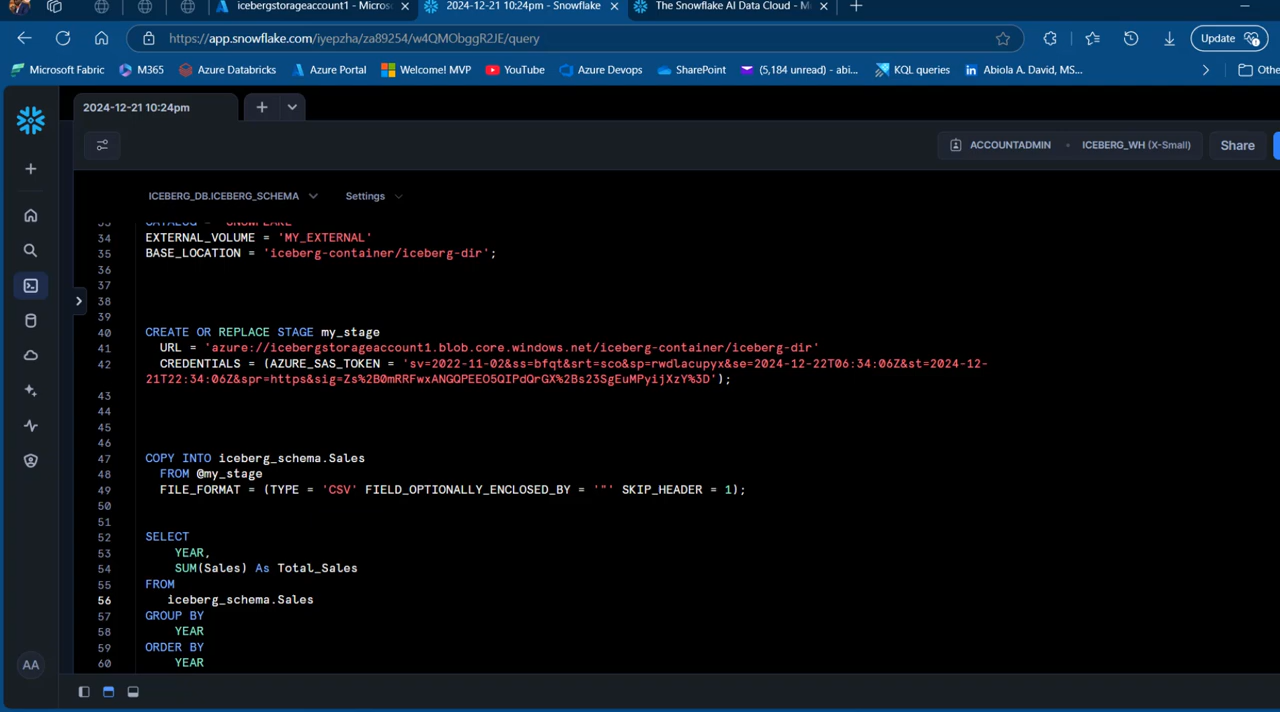 icebergstorageaccount1 - Microsc
2024-12-21 10:24pm - Snowflake
The Snowflake AI Data Cloud - Mo
https://app.snowflake.com/iyepzha/za89254/w4QMObggR2JE/query
Update
Microsoft Fabric
M365
Azure Databricks
Azure Portal
Welcome! MVP
YouTube
Azure Devops
SharePoint
(5,184 unread) - abi...
KQL queries
Abiola A. David, MS...
Othe
2024-12-21 10:24pm
ACCOUNTADMIN
ICEBERG_WH (X-Small)
Share
ICEBERG_DB.ICEBERG_SCHEMA
Settings
33 CATALOG = 'SNOWFLAKE'
34 EXTERNAL_VOLUME = 'MY_EXTERNAL'
35 BASE_LOCATION = 'iceberg-container/iceberg-dir';
36
37
38
39
40 CREATE OR REPLACE STAGE my_stage
41 URL = 'azure://icebergstorageaccount1.blob.core.windows.net/iceberg-container/iceberg-dir'
42 CREDENTIALS = (AZURE_SAS_TOKEN = 'sv=2022-11-02&ss=bfqt&srt=sco&sp=rwdlacupyx&se=2024-12-22T06:34:06Z&st=2024-12-
21T22:34:06Z&spr=https&sig=Zs%2B0mRRFwxANGQPEEO5QIPdQrGX%2Bs23SgEuMPyijXzY%3D');
43
44
45
46
47 COPY INTO iceberg_schema.Sales
48 FROM @my_stage
49 FILE_FORMAT = (TYPE = 'CSV' FIELD_OPTIONALLY_ENCLOSED_BY = '"' SKIP_HEADER = 1);
50
51
52 SELECT
53 YEAR,
54 SUM(Sales) As Total_Sales
55 FROM
56 iceberg_schema.Sales
57 GROUP BY
58 YEAR
59 ORDER BY
60 YEAR
AA